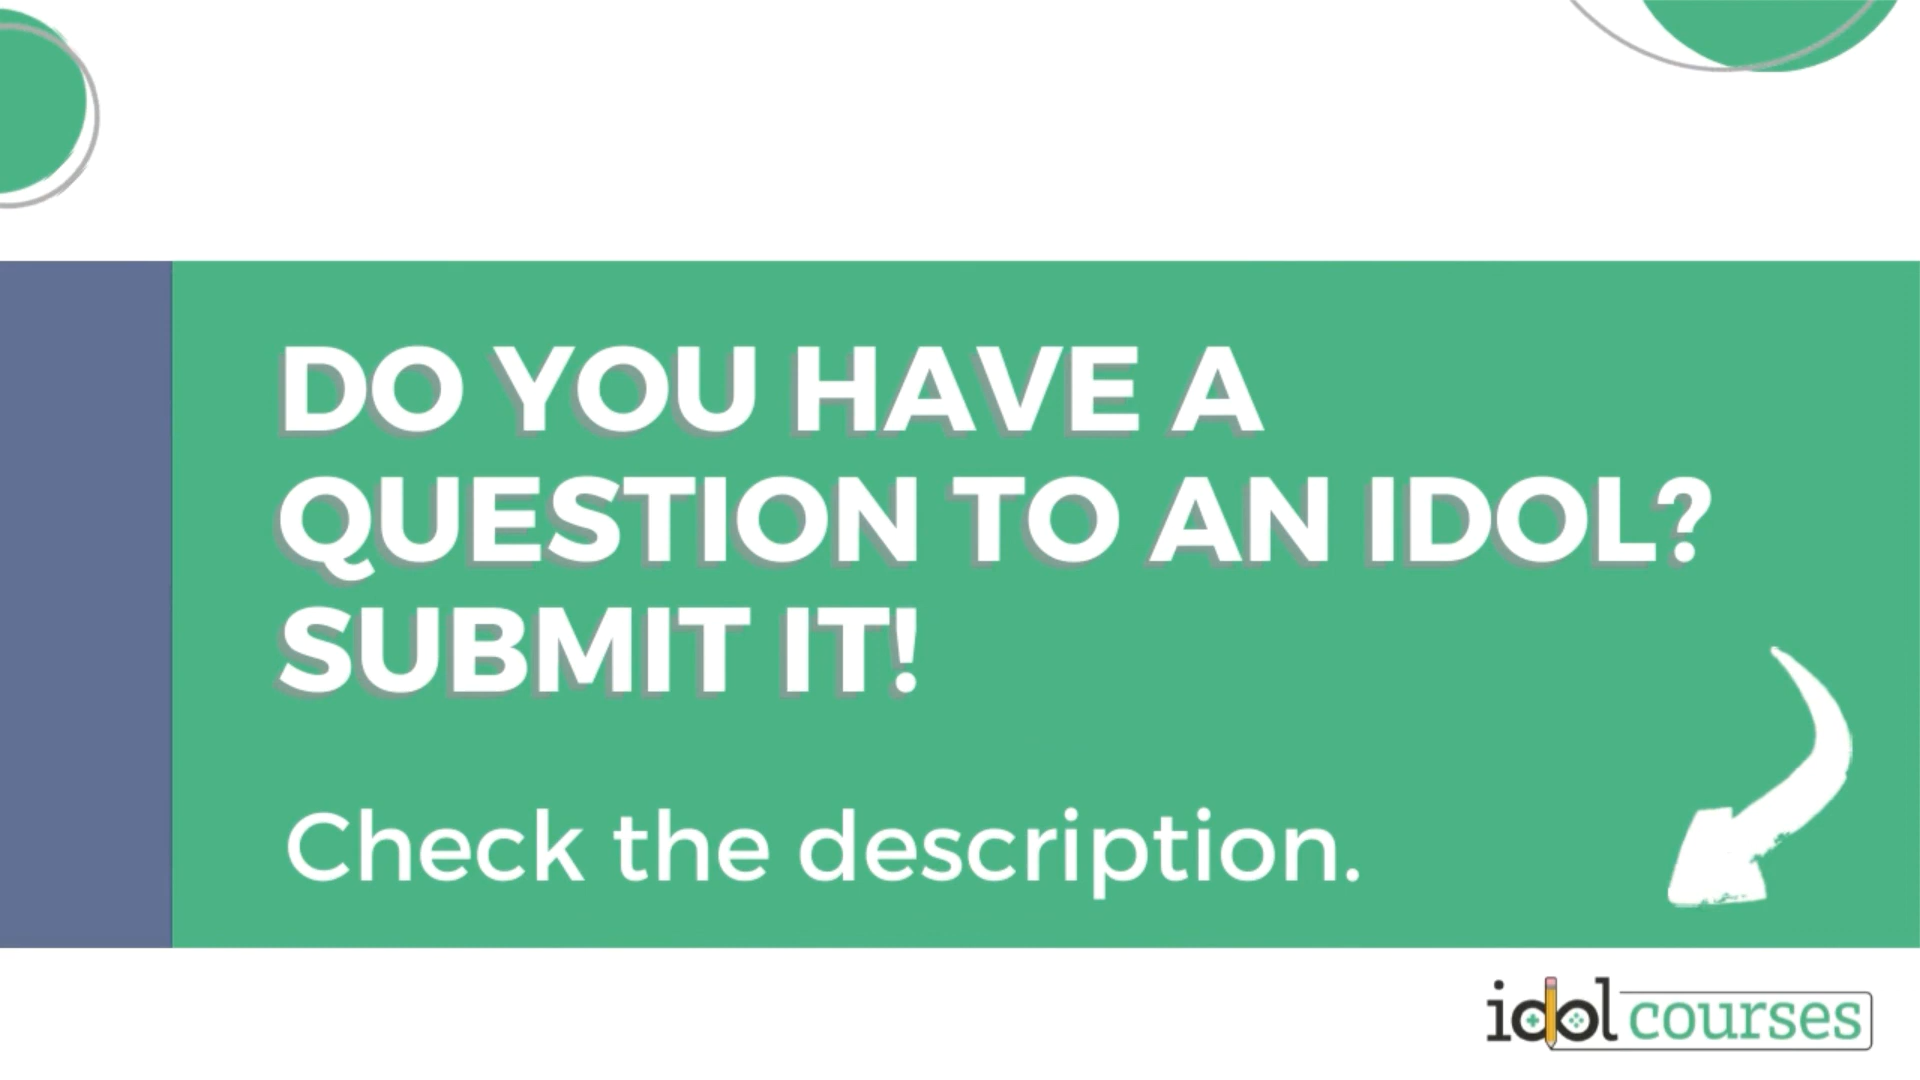 DO YOU HAVE A
QUESTION TO AN IDOL?
SUBMIT IT!
Check the description.
idol courses